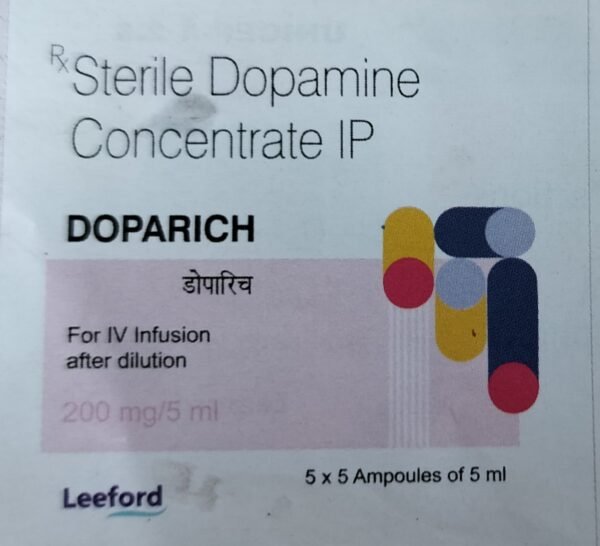 Rx Sterile Dopamine
Concentrate IP
DOPARICH
डोपारिच
For IV Infusion
after dilution
200 mg/5 ml
5 x 5 Ampoules of 5 ml
Leeford